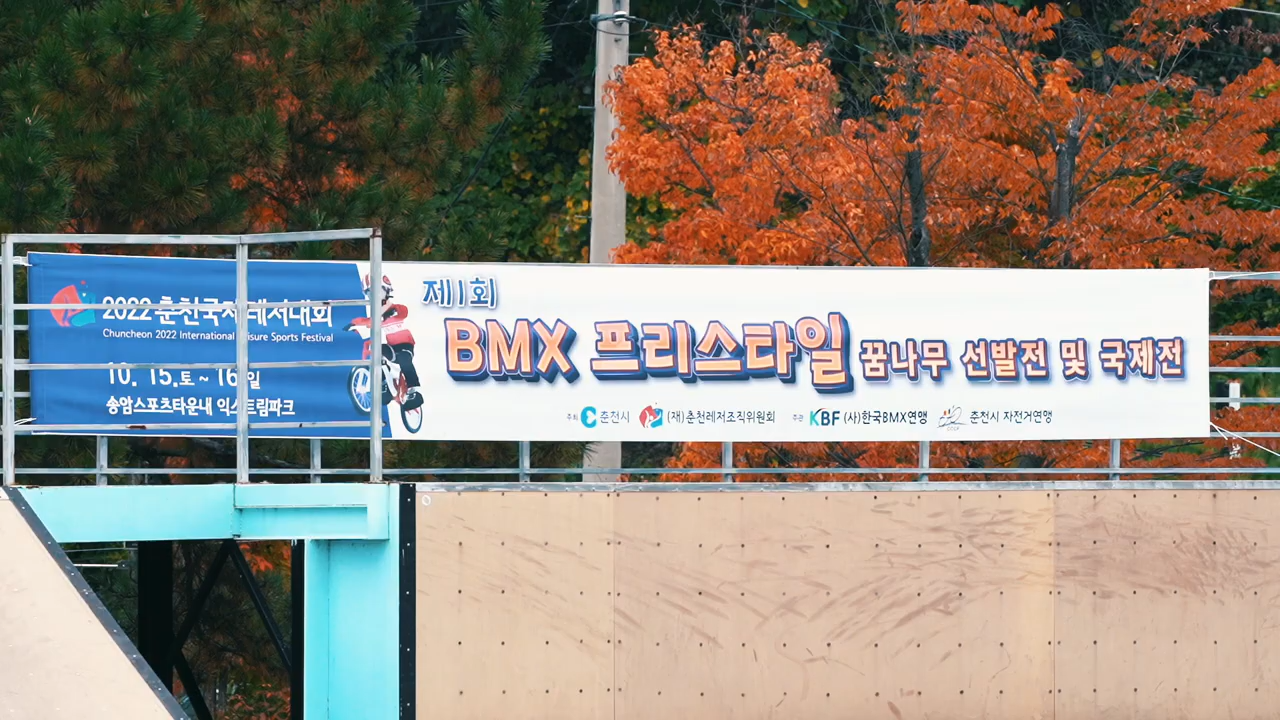 2022 춘천국제레저대회
Chuncheon 2022 International Leisure Sports Festival
10. 15.토~16.일
송암스포츠타운내 익스트림파크
제1회
BMX 프리스타일 꿈나무 선발전 및 국제전
주최 춘천시 (재)춘천레저조직위원회 주관 KBF (사)한국BMX연맹 춘천시 자전거연맹